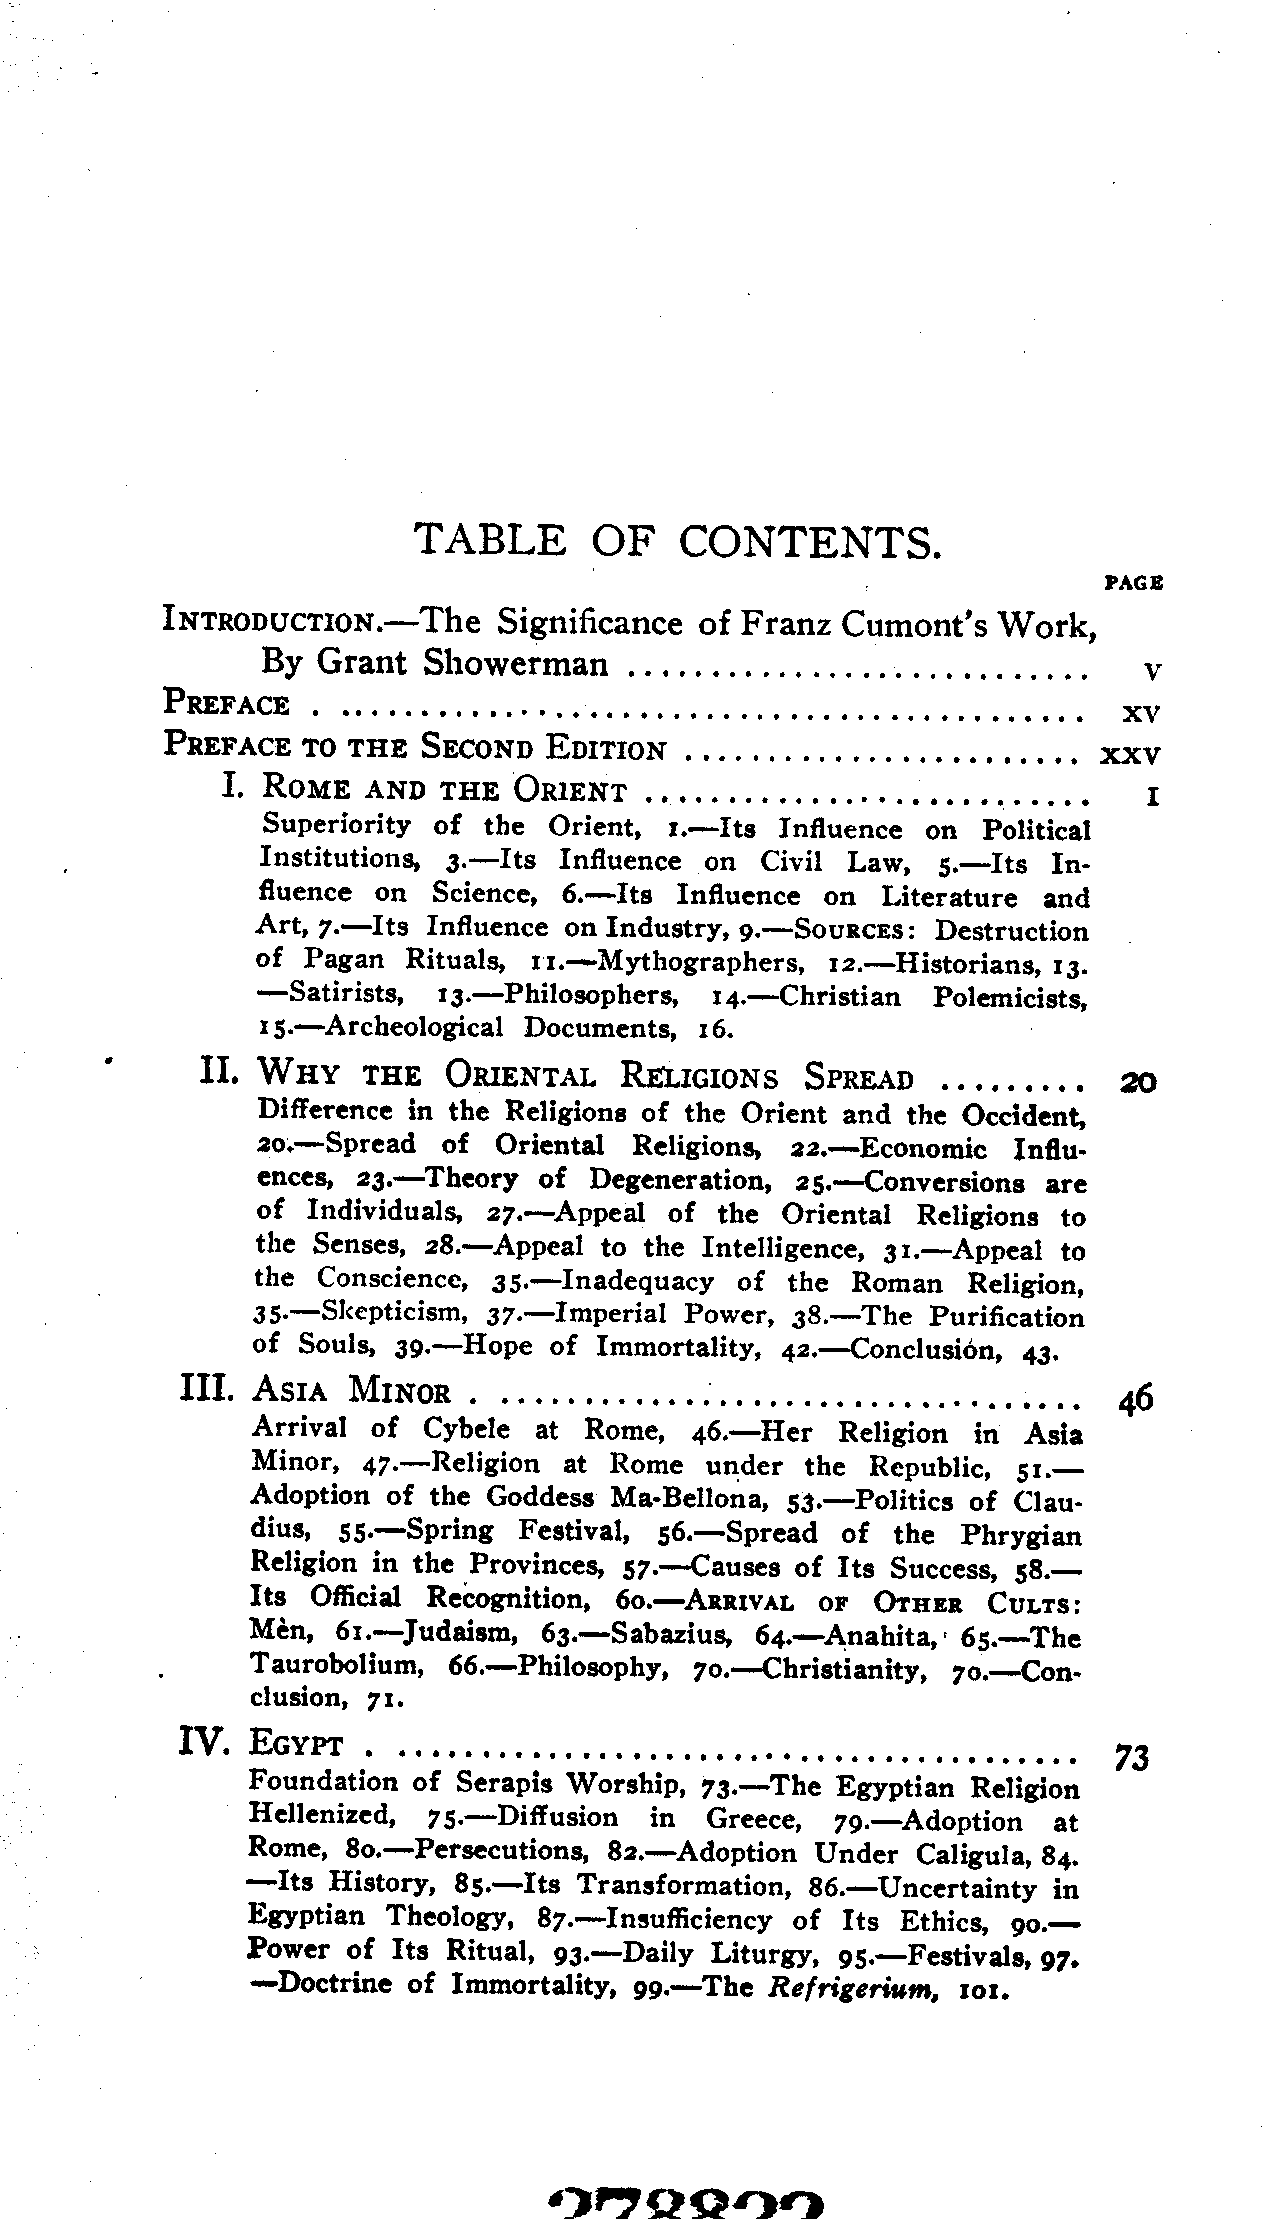 TABLE OF CONTENTS.
PAGE
INTRODUCTION.—The Significance of Franz Cumont's Work,
By Grant Showerman ............................ v
PREFACE . ............................................. xv
PREFACE TO THE SECOND EDITION ........................ xxv
I. ROME AND THE ORIENT ........................... 1
Superiority of the Orient, 1.—Its Influence on Political
Institutions, 3.—Its Influence on Civil Law, 5.—Its In-
fluence on Science, 6.—Its Influence on Literature and
Art, 7.—Its Influence on Industry, 9.—SOURCES: Destruction
of Pagan Rituals, 11.—Mythographers, 12.—Historians, 13.
—Satirists, 13.—Philosophers, 14.—Christian Polemicists,
15.—Archeological Documents, 16.
II. WHY THE ORIENTAL RELIGIONS SPREAD ......... 20
Difference in the Religions of the Orient and the Occident,
20.—Spread of Oriental Religions, 22.—Economic Influ-
ences, 23.—Theory of Degeneration, 25.—Conversions are
of Individuals, 27.—Appeal of the Oriental Religions to
the Senses, 28.—Appeal to the Intelligence, 31.—Appeal to
the Conscience, 35.—Inadequacy of the Roman Religion,
35.—Skepticism, 37.—Imperial Power, 38.—The Purification
of Souls, 39.—Hope of Immortality, 42.—Conclusion, 43.
III. ASIA MINOR . .................................... 46
Arrival of Cybele at Rome, 46.—Her Religion in Asia
Minor, 47.—Religion at Rome under the Republic, 51.—
Adoption of the Goddess Ma-Bellona, 53.—Politics of Clau-
dius, 55.—Spring Festival, 56.—Spread of the Phrygian
Religion in the Provinces, 57.—Causes of Its Success, 58.—
Its Official Recognition, 60.—ARRIVAL OF OTHER CULTS:
Mèn, 61.—Judaism, 63.—Sabazius, 64.—Anahita, 65.—The
Taurobolium, 66.—Philosophy, 70.—Christianity, 70.—Con-
clusion, 71.
IV. EGYPT . ......................................... 73
Foundation of Serapis Worship, 73.—The Egyptian Religion
Hellenized, 75.—Diffusion in Greece, 79.—Adoption at
Rome, 80.—Persecutions, 82.—Adoption Under Caligula, 84.
—Its History, 85.—Its Transformation, 86.—Uncertainty in
Egyptian Theology, 87.—Insufficiency of Its Ethics, 90.—
Power of Its Ritual, 93.—Daily Liturgy, 95.—Festivals, 97.
—Doctrine of Immortality, 99.—The Refrigerium, 101.